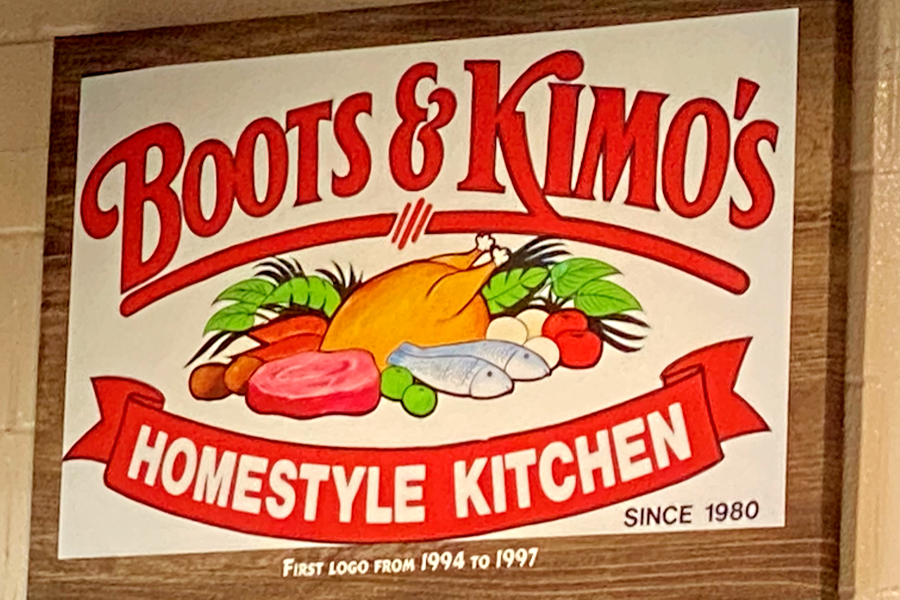 BOOTS & KIMO'S
HOMESTYLE KITCHEN
SINCE 1980
FIRST LOGO FROM 1994 TO 1997